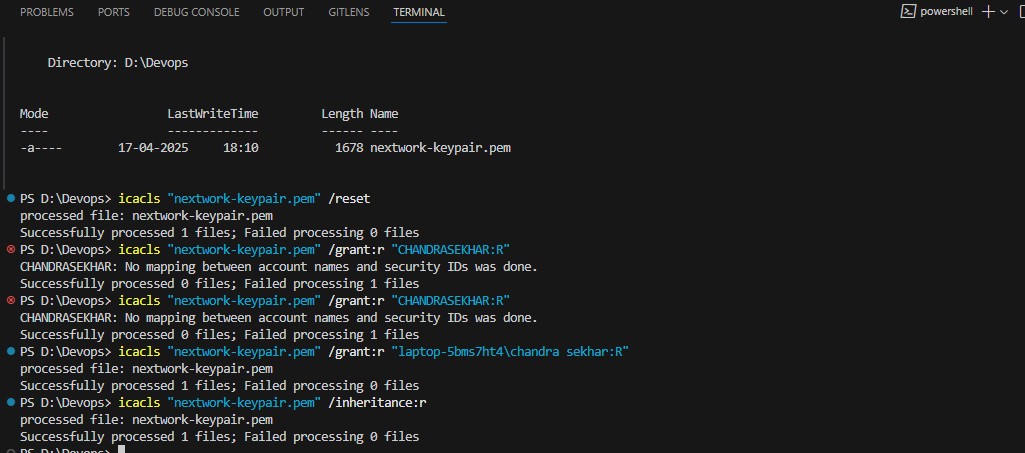 PROBLEMS PORTS DEBUG CONSOLE OUTPUT GITLENS TERMINAL powershell
Directory: D:\Devops
Mode LastWriteTime Length Name
---- ------------- ------ ----
-a---- 17-04-2025 18:10 1678 nextwork-keypair.pem
PS D:\Devops> icacls "nextwork-keypair.pem" /reset
processed file: nextwork-keypair.pem
Successfully processed 1 files; Failed processing 0 files
PS D:\Devops> icacls "nextwork-keypair.pem" /grant:r "CHANDRASEKHAR:R"
CHANDRASEKHAR: No mapping between account names and security IDs was done.
Successfully processed 0 files; Failed processing 1 files
PS D:\Devops> icacls "nextwork-keypair.pem" /grant:r "CHANDRASEKHAR:R"
CHANDRASEKHAR: No mapping between account names and security IDs was done.
Successfully processed 0 files; Failed processing 1 files
PS D:\Devops> icacls "nextwork-keypair.pem" /grant:r "laptop-5bms7ht4\chandra sekhar:R"
processed file: nextwork-keypair.pem
Successfully processed 1 files; Failed processing 0 files
PS D:\Devops> icacls "nextwork-keypair.pem" /inheritance:r
processed file: nextwork-keypair.pem
Successfully processed 1 files; Failed processing 0 files
PS D:\Devops>